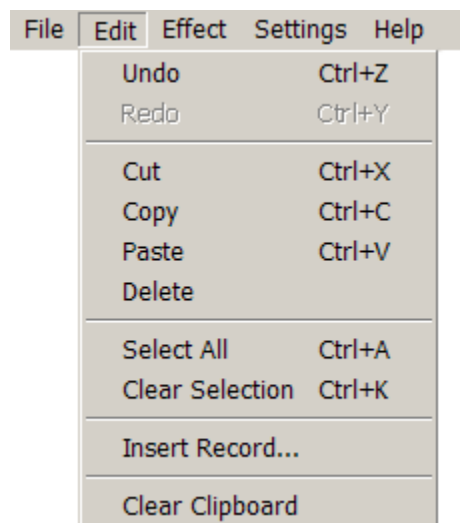 File Edit Effect Settings Help
Undo Ctrl+Z
Redo Ctrl+Y
Cut Ctrl+X
Copy Ctrl+C
Paste Ctrl+V
Delete
Select All Ctrl+A
Clear Selection Ctrl+K
Insert Record...
Clear Clipboard